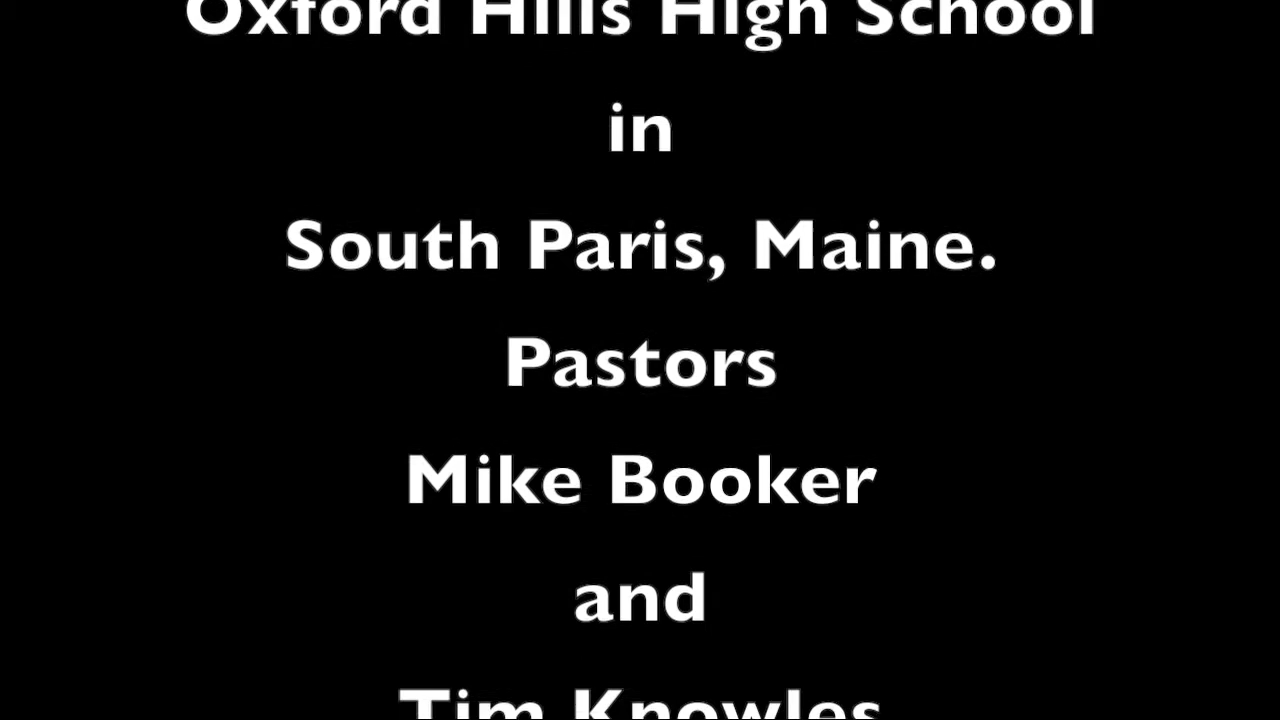 Oxford Hills High School
in
South Paris, Maine.
Pastors
Mike Booker
and
Tim Knowles